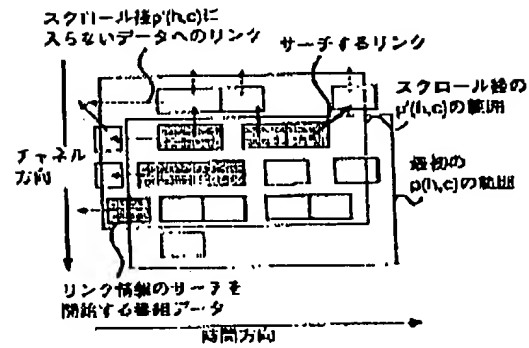 スクロール後p'(h,c)に
入らないデータへのリンク
サーチするリンク
スクロール後の
p'(h,c)の範囲
チャネル
方向
最初の
p(h,c)の範囲
リンク情報のサーチを
開始する番組データ
時間方向